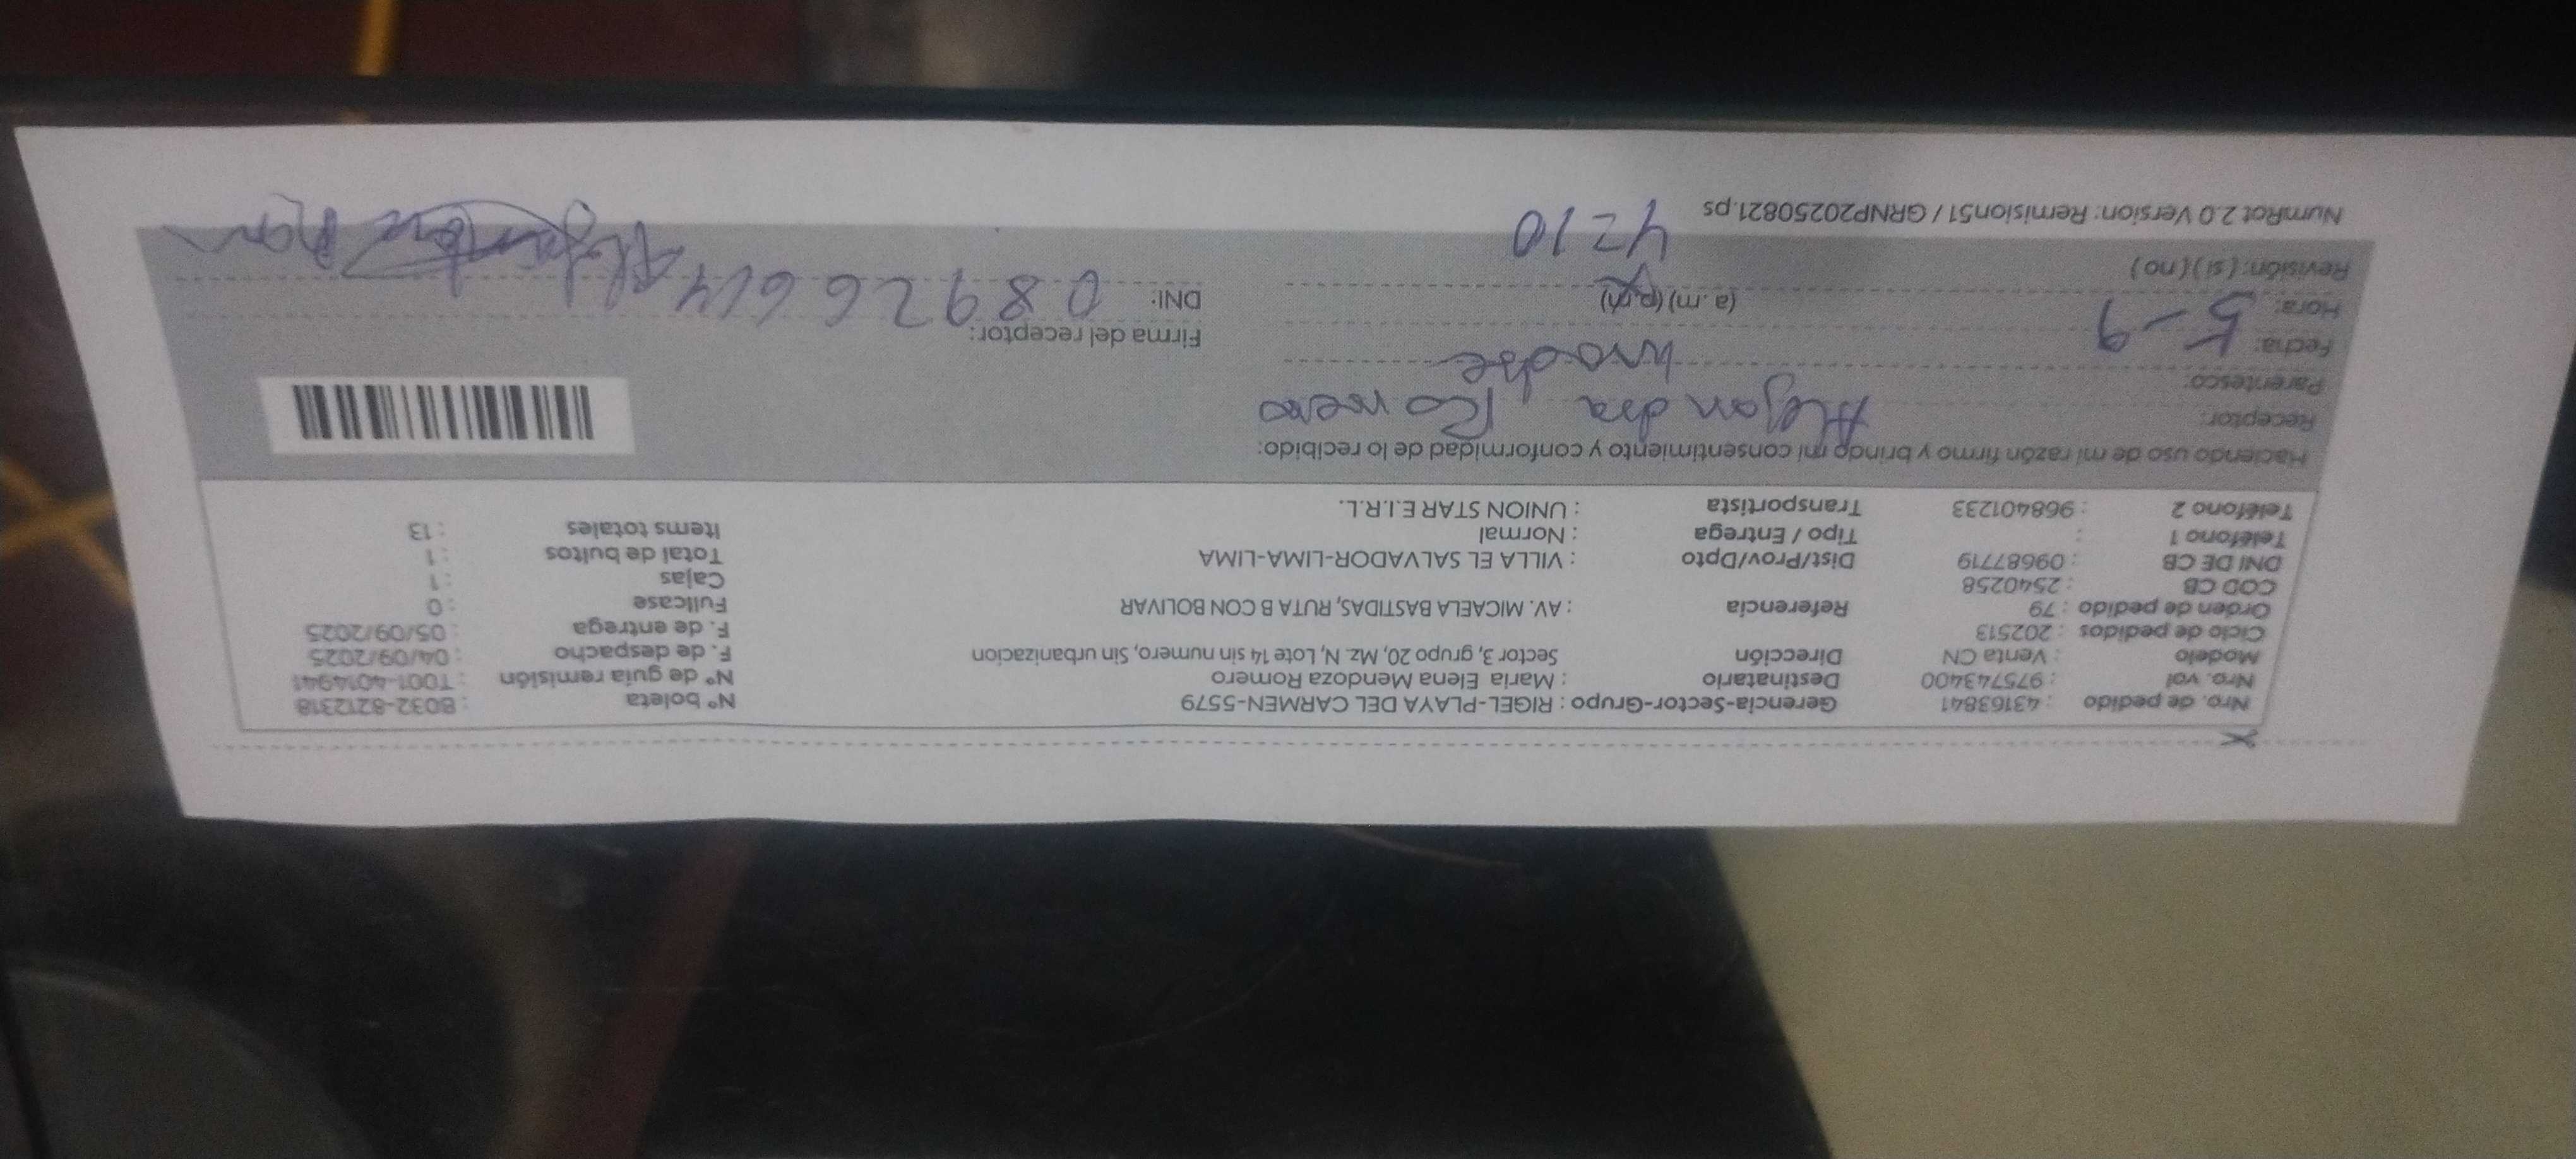 Nro. de pedido : 43163841 Gerencia-Sector-Grupo : RIGEL-PLAYA DEL CARMEN-5579 N° boleta : B032-8212318
Nro. vol : 975743400 Destinatario : Maria Elena Mendoza Romero N° de guía remisión : T001-4014941
Modelo : Venta CN Dirección Sector 3, grupo 20, Mz. N, Lote 14 sin numero, Sin urbanizacion F. de despacho : 04/09/2025
Ciclo de pedidos : 202513 F. de entrega : 05/09/2025
Orden de pedido : 79 Referencia : AV. MICAELA BASTIDAS, RUTA B CON BOLIVAR Fullcase : 0
COD CB : 2540258 Cajas : 1
DNI DE CB : 09687719 Dist/Prov/Dpto : VILLA EL SALVADOR-LIMA-LIMA Total de bultos : 1
Teléfono 1 : Tipo / Entrega : Normal Items totales : 13
Teléfono 2 : 968401233 Transportista : UNION STAR E.I.R.L.
Haciendo uso de mi razón firmo y brindo mi consentimiento y conformidad de lo recibido:
Receptor: Alejandra Romero
Parentesco: madre
Fecha: 5-9 Firma del receptor:
Hora: (a.m) (p.m) DNI: 08926614
Revisión: (si) (no) 4=10
NumRot 2.0 Version: Remision51 / GRNP20250821.ps